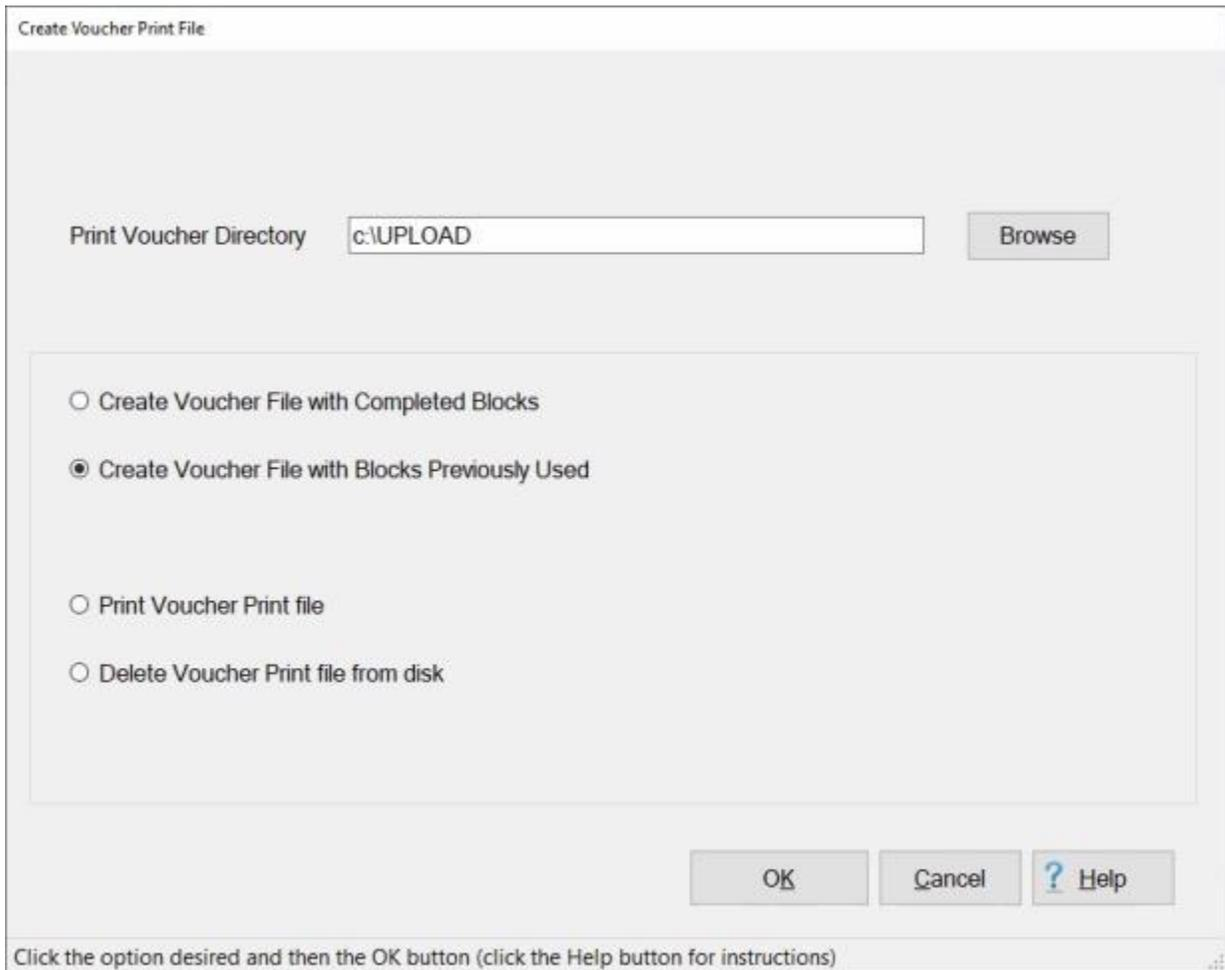 Create Voucher Print File
Print Voucher Directory c:\UPLOAD Browse
Create Voucher File with Completed Blocks
Create Voucher File with Blocks Previously Used
Print Voucher Print file
Delete Voucher Print file from disk
OK Cancel ? Help
Click the option desired and then the OK button (click the Help button for instructions)